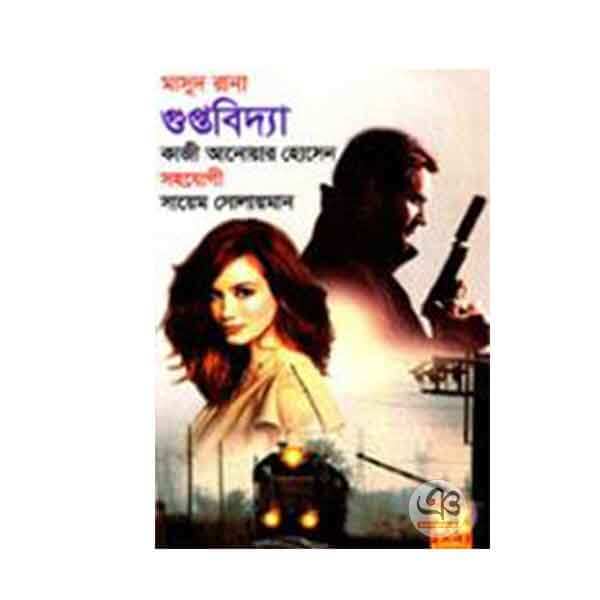 মাসুদ রানা
গুপ্তবিদ্যা
কাজী আনোয়ার হোসেন
সহযোগী
সায়েম সোলায়মান